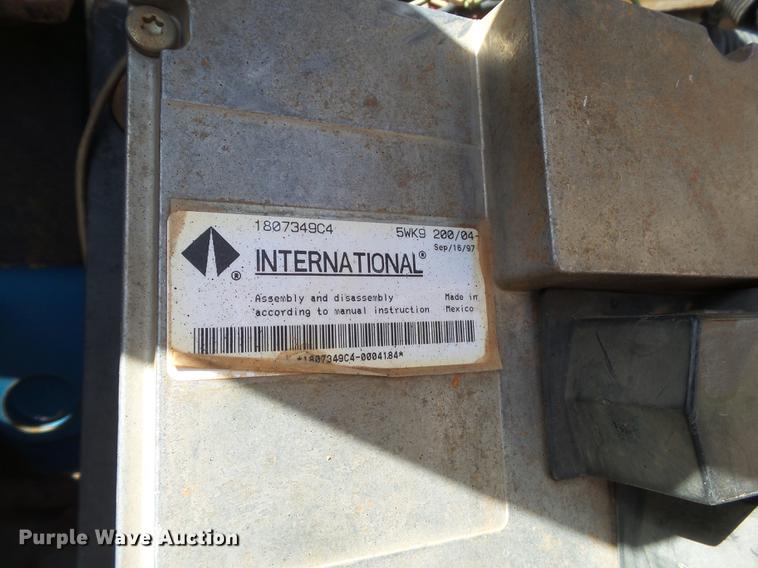 1807349C4 5WK9 200/04-
Sep/16/97
INTERNATIONAL®
®
Assembly and disassembly Made in
according to manual instruction Mexico
*1807349C4-0004184*
Purple Wave Auction